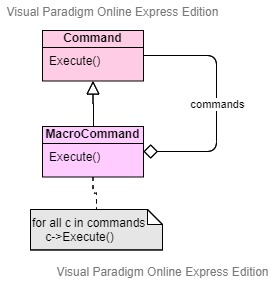 Visual Paradigm Online Express Edition
Command
Execute()
commands
MacroCommand
Execute()
for all c in commands
c->Execute()
Visual Paradigm Online Express Edition